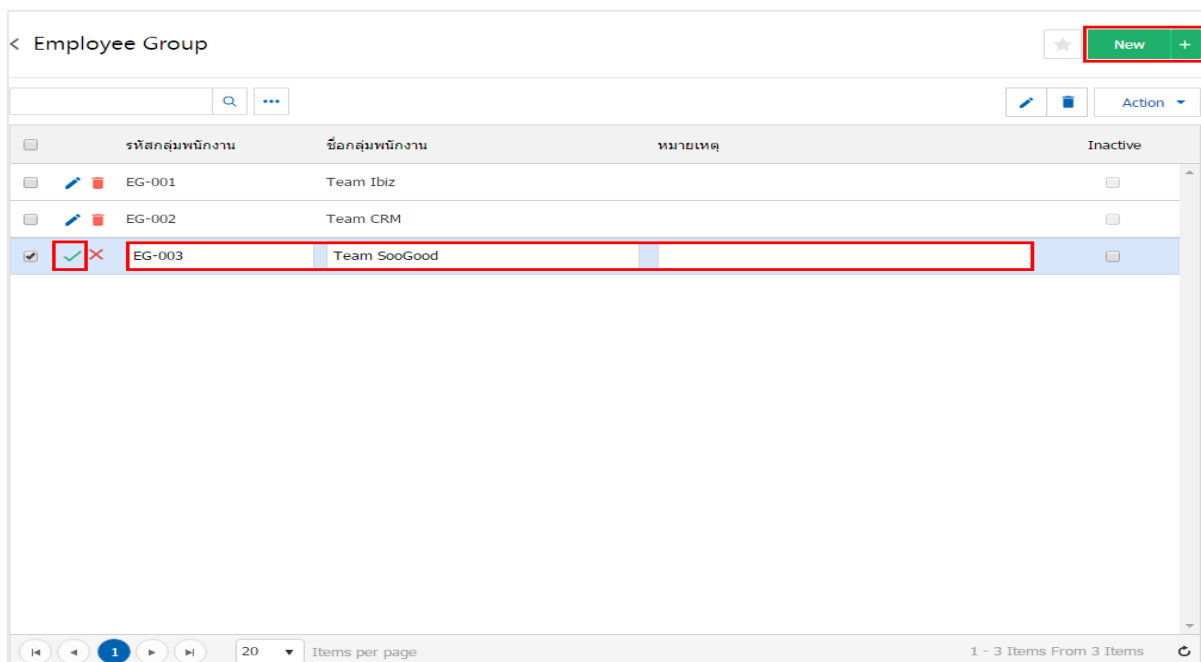 < Employee Group
New +
Action
รหัสกลุ่มพนักงาน ชื่อกลุ่มพนักงาน หมายเหตุ Inactive
EG-001 Team Ibiz
EG-002 Team CRM
EG-003 Team SooGood
1 20 Items per page 1 - 3 Items From 3 Items